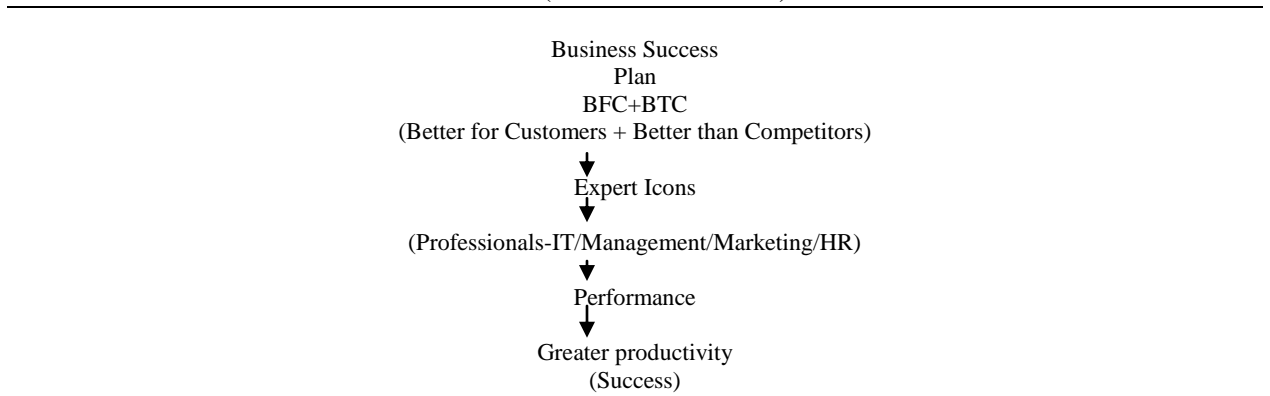 Business Success
Plan
BFC+BTC
(Better for Customers + Better than Competitors)
Expert Icons
(Professionals-IT/Management/Marketing/HR)
Performance
Greater productivity
(Success)